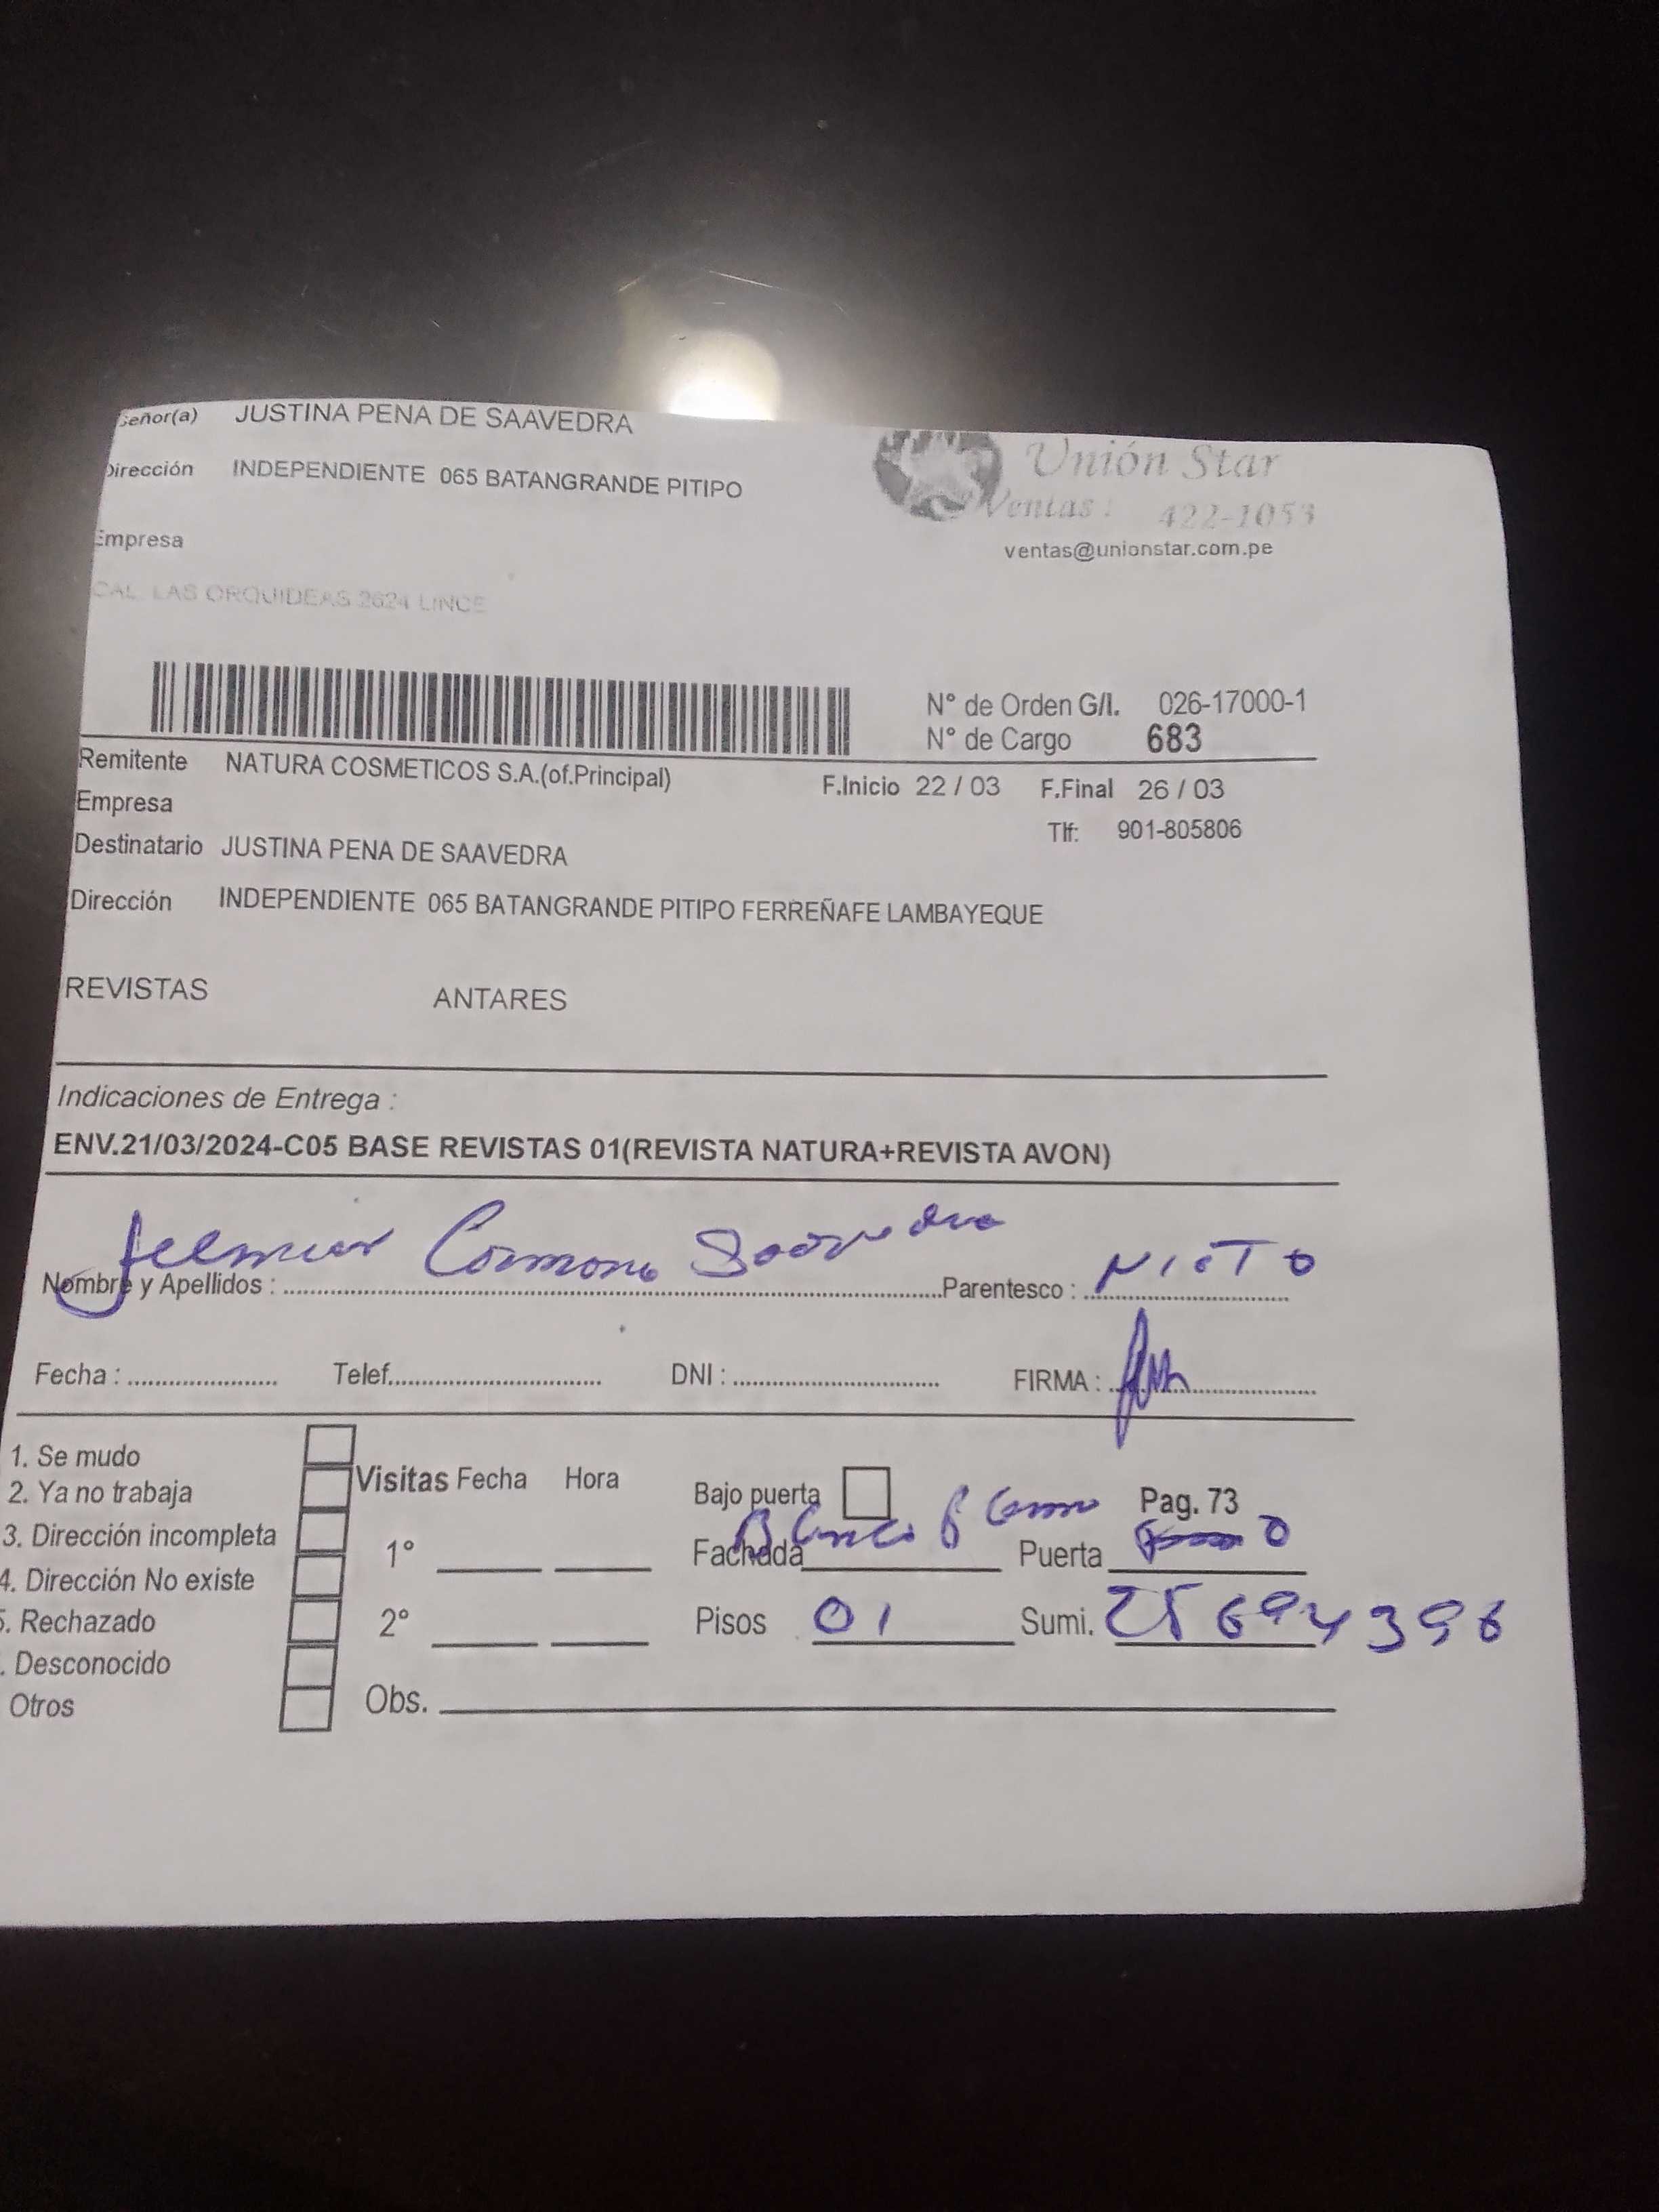 Señor(a) JUSTINA PENA DE SAAVEDRA
Dirección INDEPENDIENTE 065 BATANGRANDE PITIPO
Unión Star
Ventas: 422-1053
ventas@unionstar.com.pe
Empresa
CAL. LAS ORQUIDEAS 2624 LINCE
N° de Orden G/I. 026-17000-1
N° de Cargo 683
Remitente NATURA COSMETICOS S.A.(of.Principal) F.Inicio 22 / 03 F.Final 26 / 03
Empresa Tlf: 901-805806
Destinatario JUSTINA PENA DE SAAVEDRA
Dirección INDEPENDIENTE 065 BATANGRANDE PITIPO FERREÑAFE LAMBAYEQUE
REVISTAS ANTARES
Indicaciones de Entrega :
ENV.21/03/2024-C05 BASE REVISTAS 01(REVISTA NATURA+REVISTA AVON)
Nombre y Apellidos : Saavedra Parentesco : NIETO
Fecha : Telef. DNI : FIRMA :
1. Se mudo
2. Ya no trabaja
3. Dirección incompleta
4. Dirección No existe
5. Rechazado
. Desconocido
Otros
Visitas Fecha Hora
1°
2°
Bajo puerta Pag. 73
Fachada Puerta
Pisos 01 Sumi. 25694396
Obs.